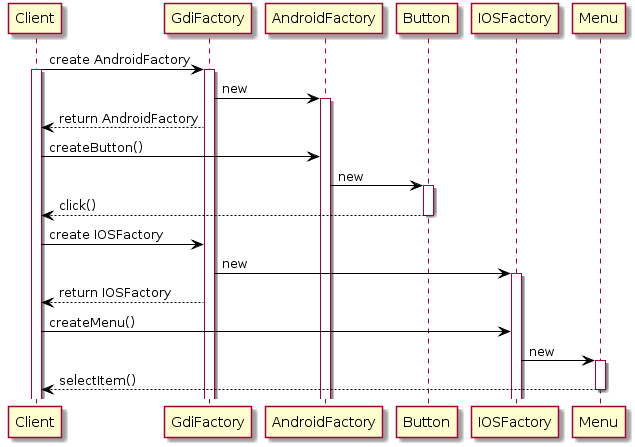 Client GdiFactory AndroidFactory Button IOSFactory Menu
create AndroidFactory
new
return AndroidFactory
createButton()
new
click()
create IOSFactory
new
return IOSFactory
createMenu()
new
selectItem()
Client GdiFactory AndroidFactory Button IOSFactory Menu